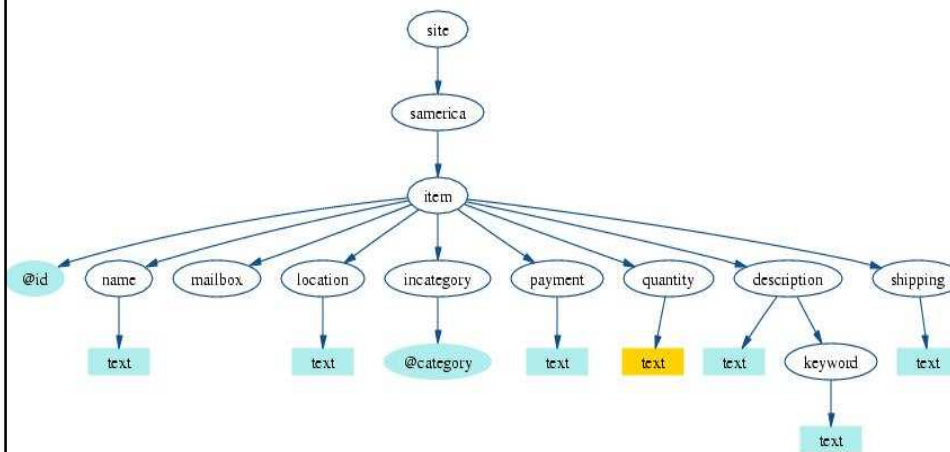 site
samerica
item
@id name mailbox location incategory payment quantity description shipping
text text @category text text text keyword text
text